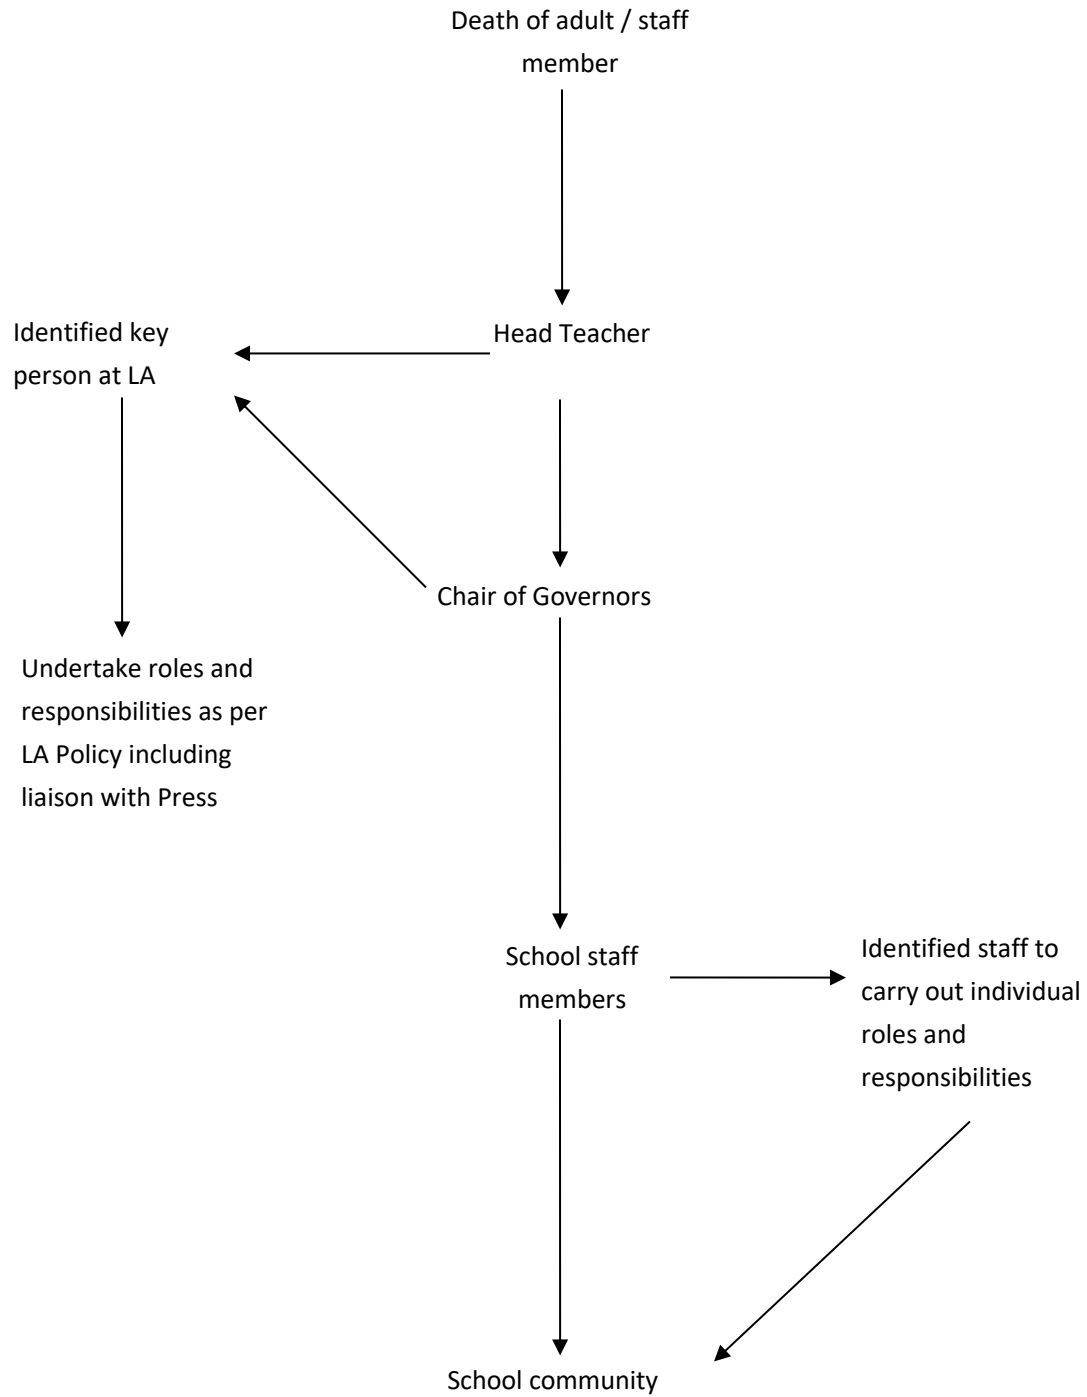 Death of adult / staff
member
Identified key
person at LA
Head Teacher
Chair of Governors
Undertake roles and
responsibilities as per
LA Policy including
liaison with Press
School staff
members
Identified staff to
carry out individual
roles and
responsibilities
School community